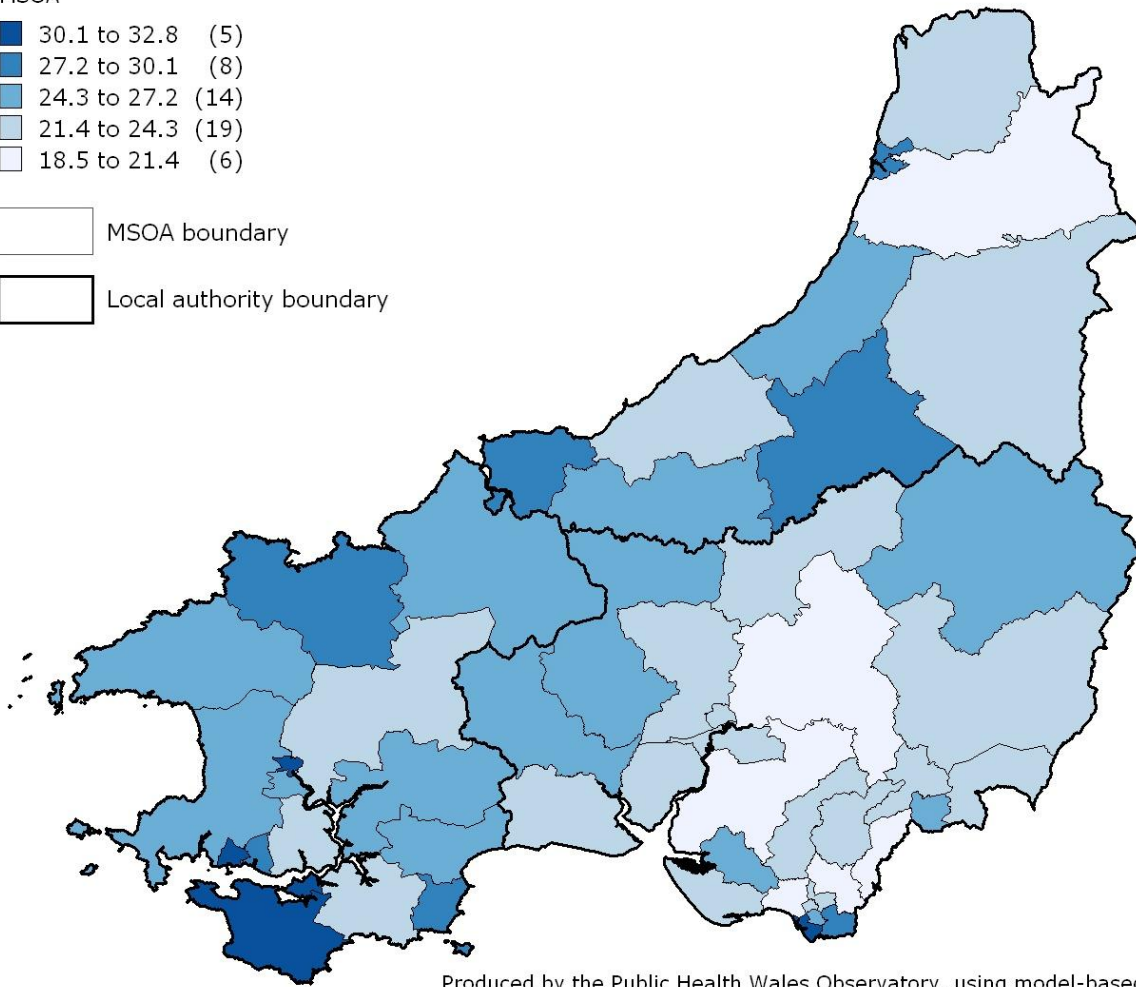 MSOA
30.1 to 32.8 (5)
27.2 to 30.1 (8)
24.3 to 27.2 (14)
21.4 to 24.3 (19)
18.5 to 21.4 (6)
MSOA boundary
Local authority boundary
Produced by the Public Health Wales Observatory, using model-based